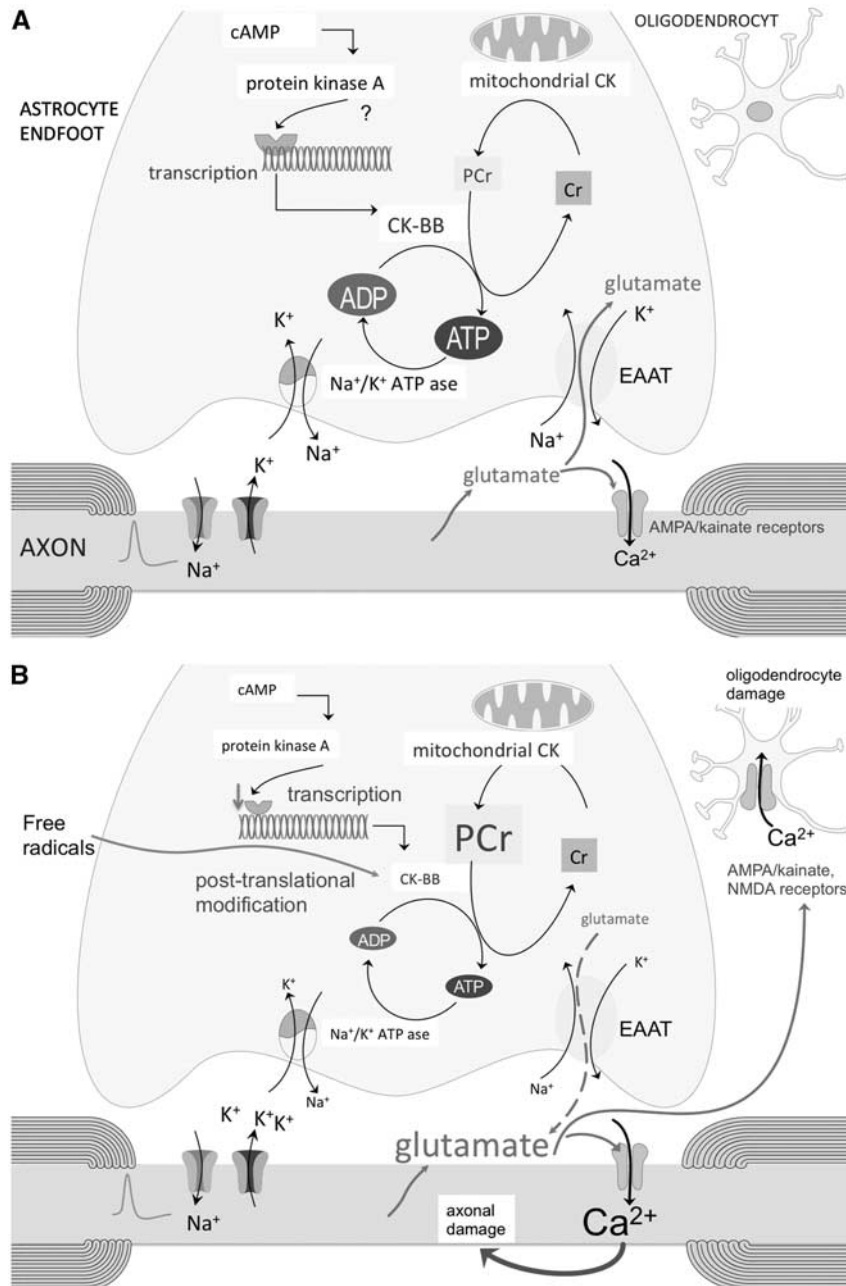 A
cAMP
OLIGODENDROCYT
protein kinase A
mitochondrial CK
ASTROCYTE
ENDFOOT
?
transcription
PCr
Cr
CK-BB
ADP
ATP
glutamate
K⁺
K⁺
Na⁺/K⁺ ATP ase
EAAT
Na⁺
Na⁺
K⁺
glutamate
AXON
Na⁺
AMPA/kainate receptors
Ca²⁺
B
oligodendrocyte
damage
cAMP
protein kinase A
mitochondrial CK
transcription
Free
radicals
PCr
Cr
Ca²⁺
CK-BB
post-translational
modification
AMPA/kainate,
NMDA receptors
glutamate
ADP
K⁺
ATP
K⁺
Na⁺/K⁺ ATP ase
EAAT
Na⁺
Na⁺
K⁺
K⁺K⁺
glutamate
Na⁺
axonal
damage
Ca²⁺